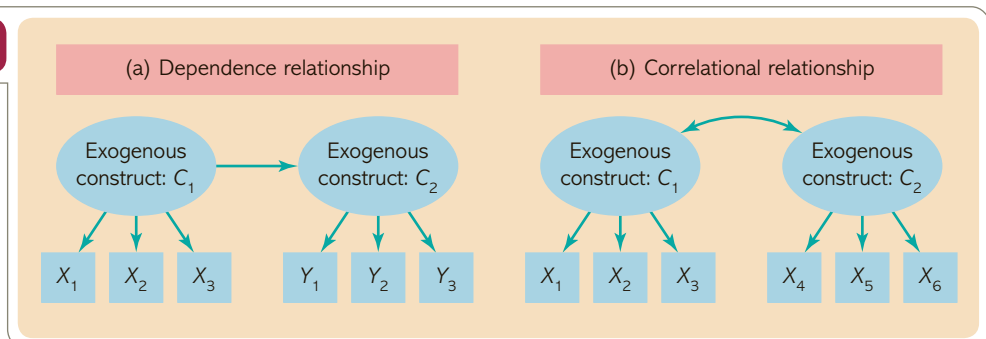 (a) Dependence relationship
(b) Correlational relationship
Exogenous
construct: C₁
Exogenous
construct: C₂
Exogenous
construct: C₁
Exogenous
construct: C₂
X₁ X₂ X₃ Y₁ Y₂ Y₃ X₁ X₂ X₃ X₄ X₅ X₆